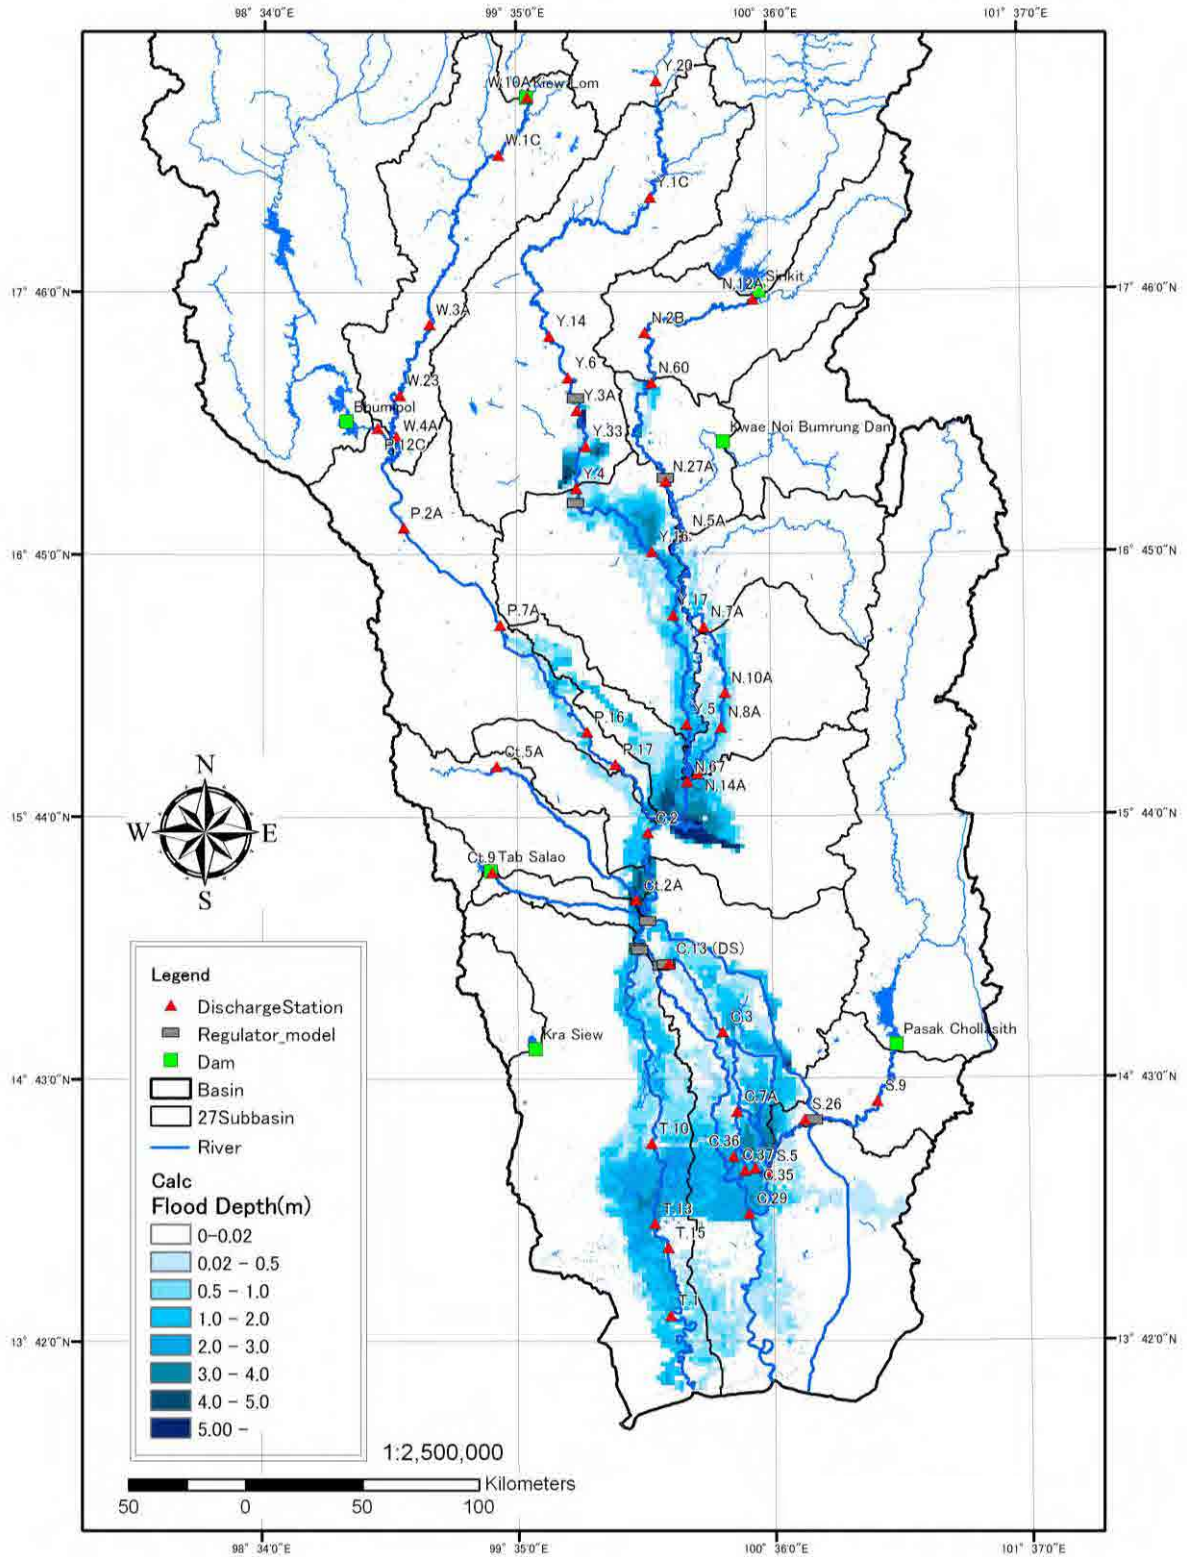 98° 34'0"E
99° 35'0"E
100° 36'0"E
101° 37'0"E
Y.20
W.10A Kiew Lom
W.1C
Y.1C
Sirikit
N.12A
17° 46'0"N
17° 46'0"N
W.3A
Y.14
N.2B
Y.6
N.60
W.23
Y.3A
Bhumipol
W.4A
Y.33
Kwae Noi Bumrung Dan
P.12C
Y.4
N.27A
P.2A
N.5A
Y.16
16° 45'0"N
16° 45'0"N
P.7A
Y.17
N.7A
N.10A
P.16
Y.5
N.8A
Ct.5A
P.17
N.67
N.14A
N
W
E
S
15° 44'0"N
15° 44'0"N
C.2
Ct.9 Tab Salao
Ct.2A
C.13 (DS)
C.3
Kra Siew
Pasak Chollasith
14° 43'0"N
14° 43'0"N
S.9
C.7A
S.26
T.10
C.36
C.37
S.5
C.35
C.29
T.13
T.15
T.1
13° 42'0"N
13° 42'0"N
Legend
DischargeStation
Regulator_model
Dam
Basin
27Subbasin
River
Calc
Flood Depth(m)
0-0.02
0.02 - 0.5
0.5 - 1.0
1.0 - 2.0
2.0 - 3.0
3.0 - 4.0
4.0 - 5.0
5.00 -
1:2,500,000
Kilometers
50
0
50
100
98° 34'0"E
99° 35'0"E
100° 36'0"E
101° 37'0"E